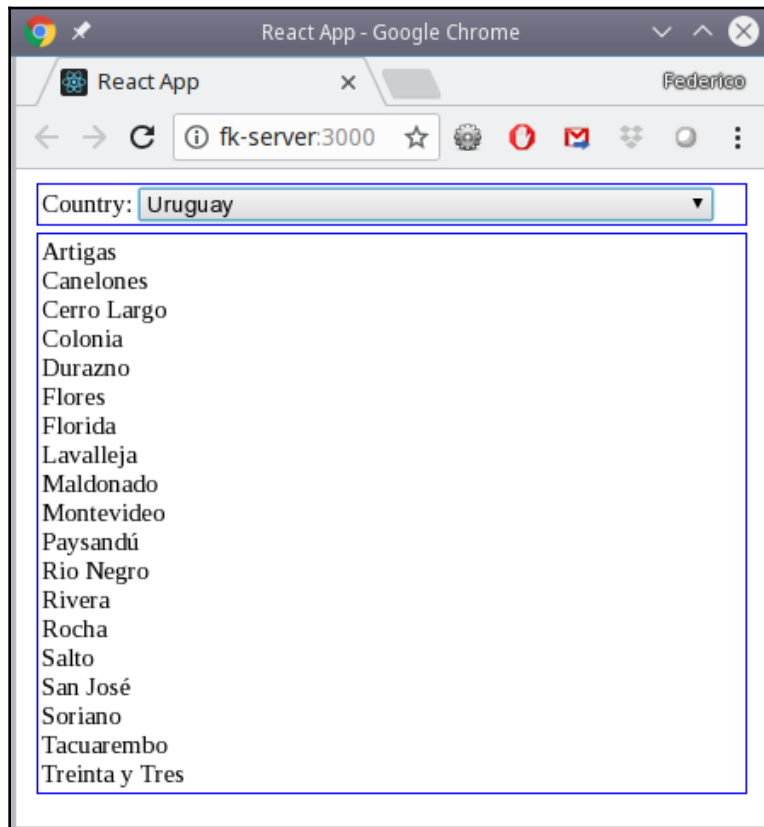 React App - Google Chrome
React App
Federico
fk-server:3000
Country: Uruguay
Artigas
Canelones
Cerro Largo
Colonia
Durazno
Flores
Florida
Lavalleja
Maldonado
Montevideo
Paysandú
Rio Negro
Rivera
Rocha
Salto
San José
Soriano
Tacuarembo
Treinta y Tres